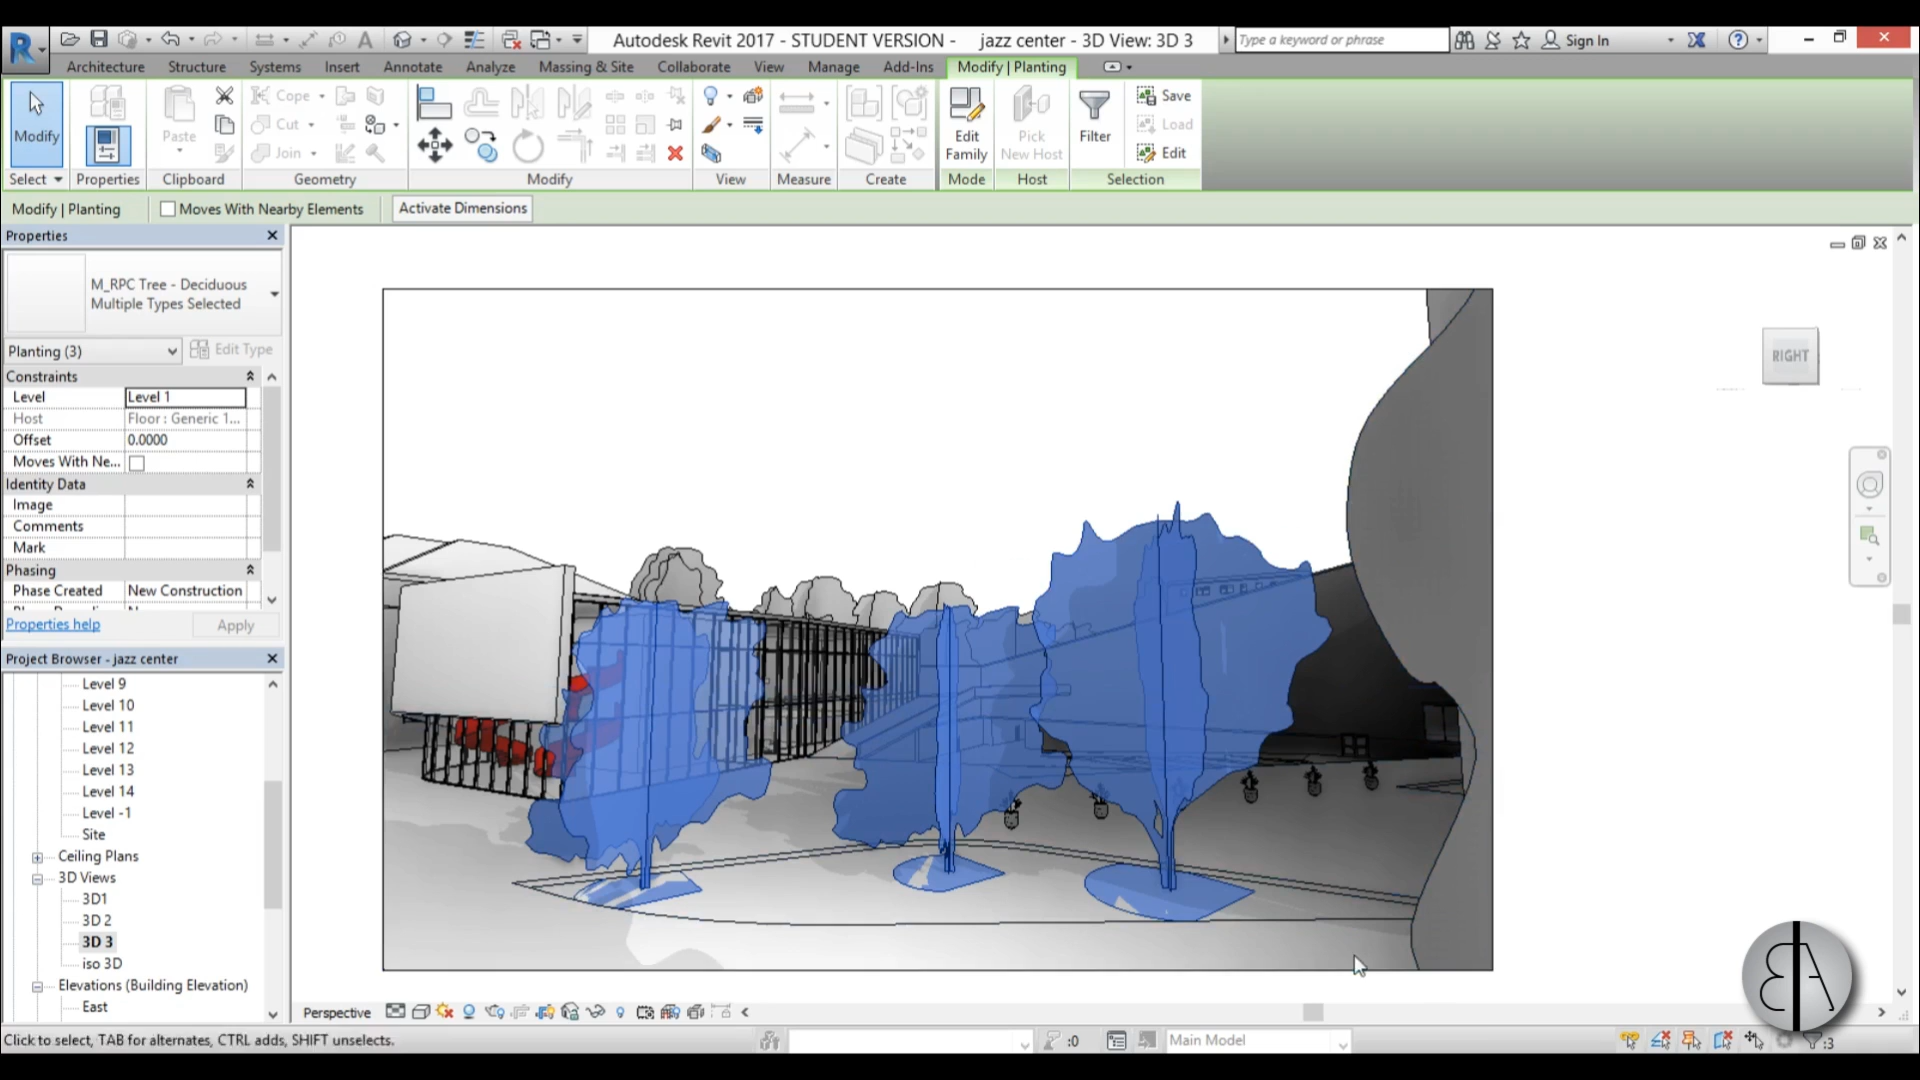 Autodesk Revit 2017 - STUDENT VERSION - jazz center - 3D View: 3D 3
Type a keyword or phrase
Sign In
Architecture Structure Systems Insert Annotate Analyze Massing & Site Collaborate View Manage Add-Ins Modify | Planting
Modify
Paste
Cope
Cut
Join
Edit Family
Pick New Host
Filter
Save
Load
Edit
Select Properties Clipboard Geometry Modify View Measure Create Mode Host Selection
Modify | Planting Moves With Nearby Elements Activate Dimensions
Properties
M_RPC Tree - Deciduous
Multiple Types Selected
Planting (3) Edit Type
Constraints
Level Level 1
Host Floor : Generic 1...
Offset 0.0000
Moves With Ne...
Identity Data
Image
Comments
Mark
Phasing
Phase Created New Construction
Properties help Apply
Project Browser - jazz center
Level 9
Level 10
Level 11
Level 12
Level 13
Level 14
Level -1
Site
Ceiling Plans
3D Views
3D1
3D 2
3D 3
iso 3D
Elevations (Building Elevation)
East
RIGHT
Perspective
Click to select, TAB for alternates, CTRL adds, SHIFT unselects.
:0
Main Model
:3